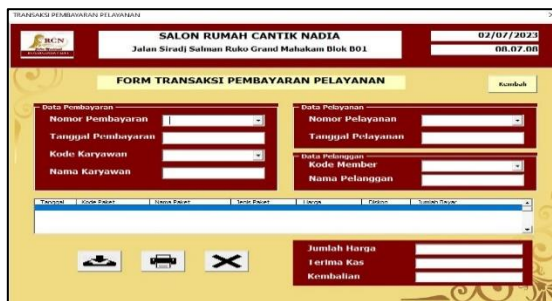 TRANSAKSI PEMBAYARAN PELAYANAN
RCN
SALON RUMAH CANTIK NADIA
Jalan Siradj Salman Ruko Grand Mahakam Blok B01
02/07/2023
08.07.08
FORM TRANSAKSI PEMBAYARAN PELAYANAN
Kembali
Data Pembayaran
Nomor Pembayaran
Tanggal Pembayaran
Kode Karyawan
Nama Karyawan
Data Pelayanan
Nomor Pelayanan
Tanggal Pelayanan
Data Pelanggan
Kode Member
Nama Pelanggan
Tanggal Kode Paket Nama Paket Jenis Paket Harga Diskon Jumlah Bayar
Jumlah Harga
Terima Kas
Kembalian